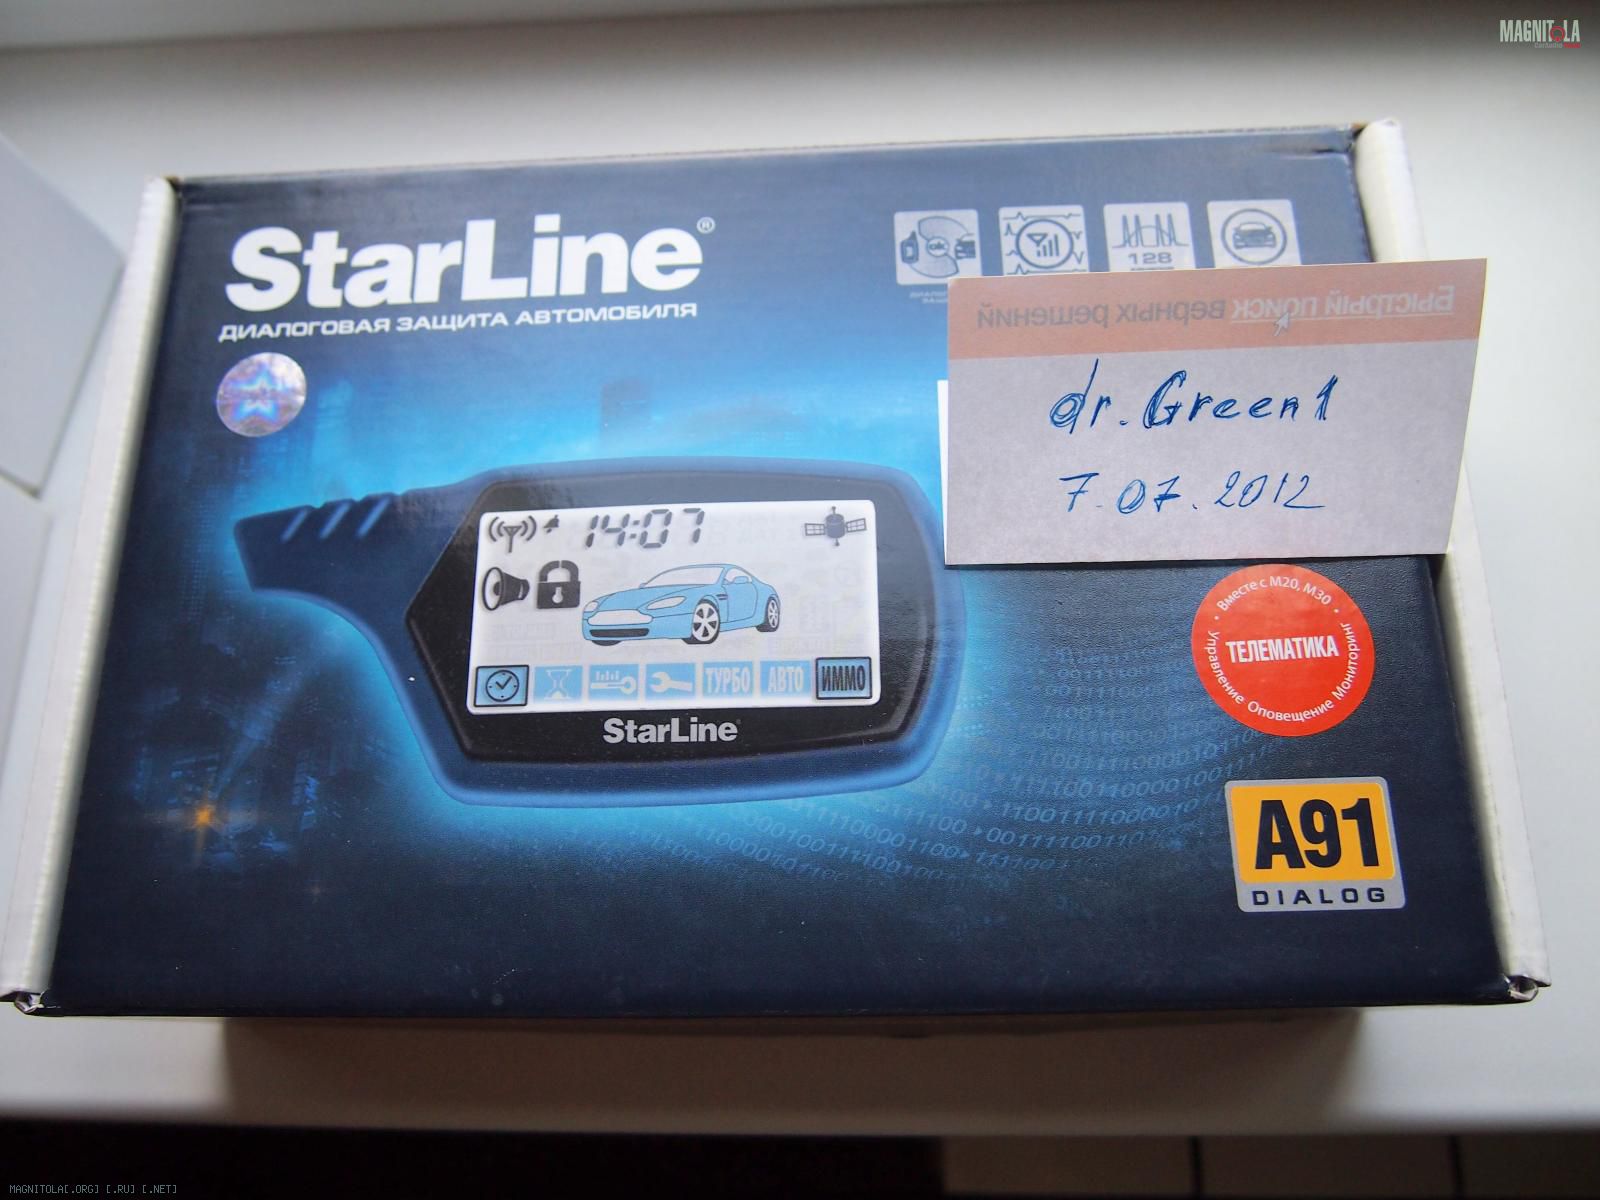 MAGNITOLA
StarLine®
ДИАЛОГОВАЯ ЗАЩИТА АВТОМОБИЛЯ
ok
128
Быстрый поиск верных решений
dr.Green1
7.07.2012
14:07
ТУРБО АВТО ИММО
StarLine
Вместе с М20, М30
ТЕЛЕМАТИКА
Управление Оповещение Мониторинг
A91
DIALOG
MAGNITOLA[.ORG] [.RU] [.NET]